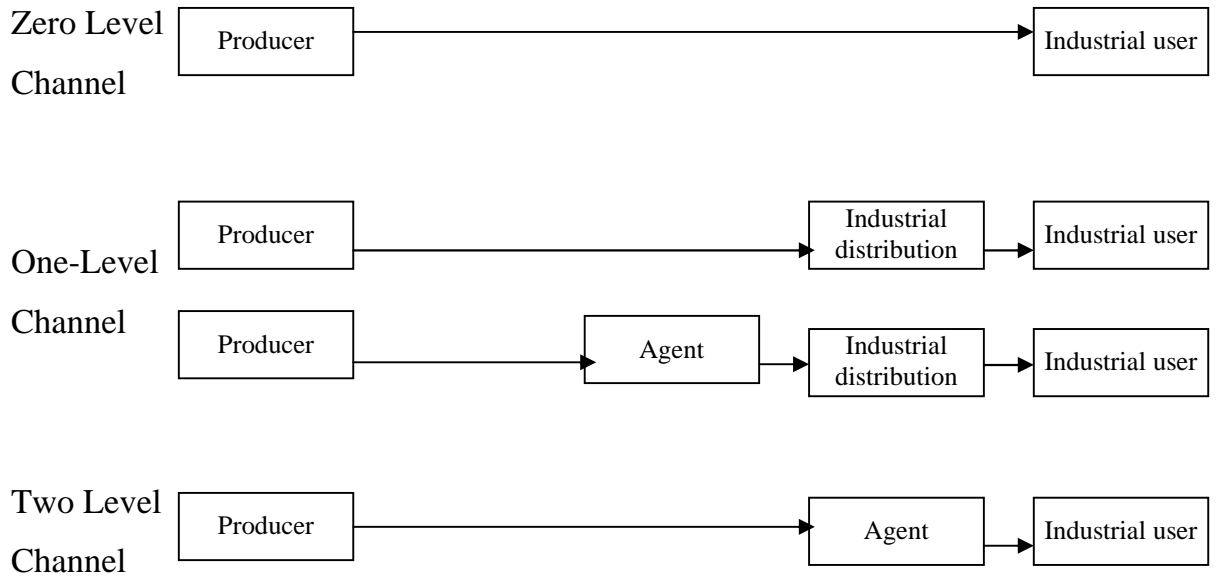 Zero Level
Channel
Producer
Industrial user
One-Level
Channel
Producer
Industrial
distribution
Industrial user
Producer
Agent
Industrial
distribution
Industrial user
Two Level
Channel
Producer
Agent
Industrial user